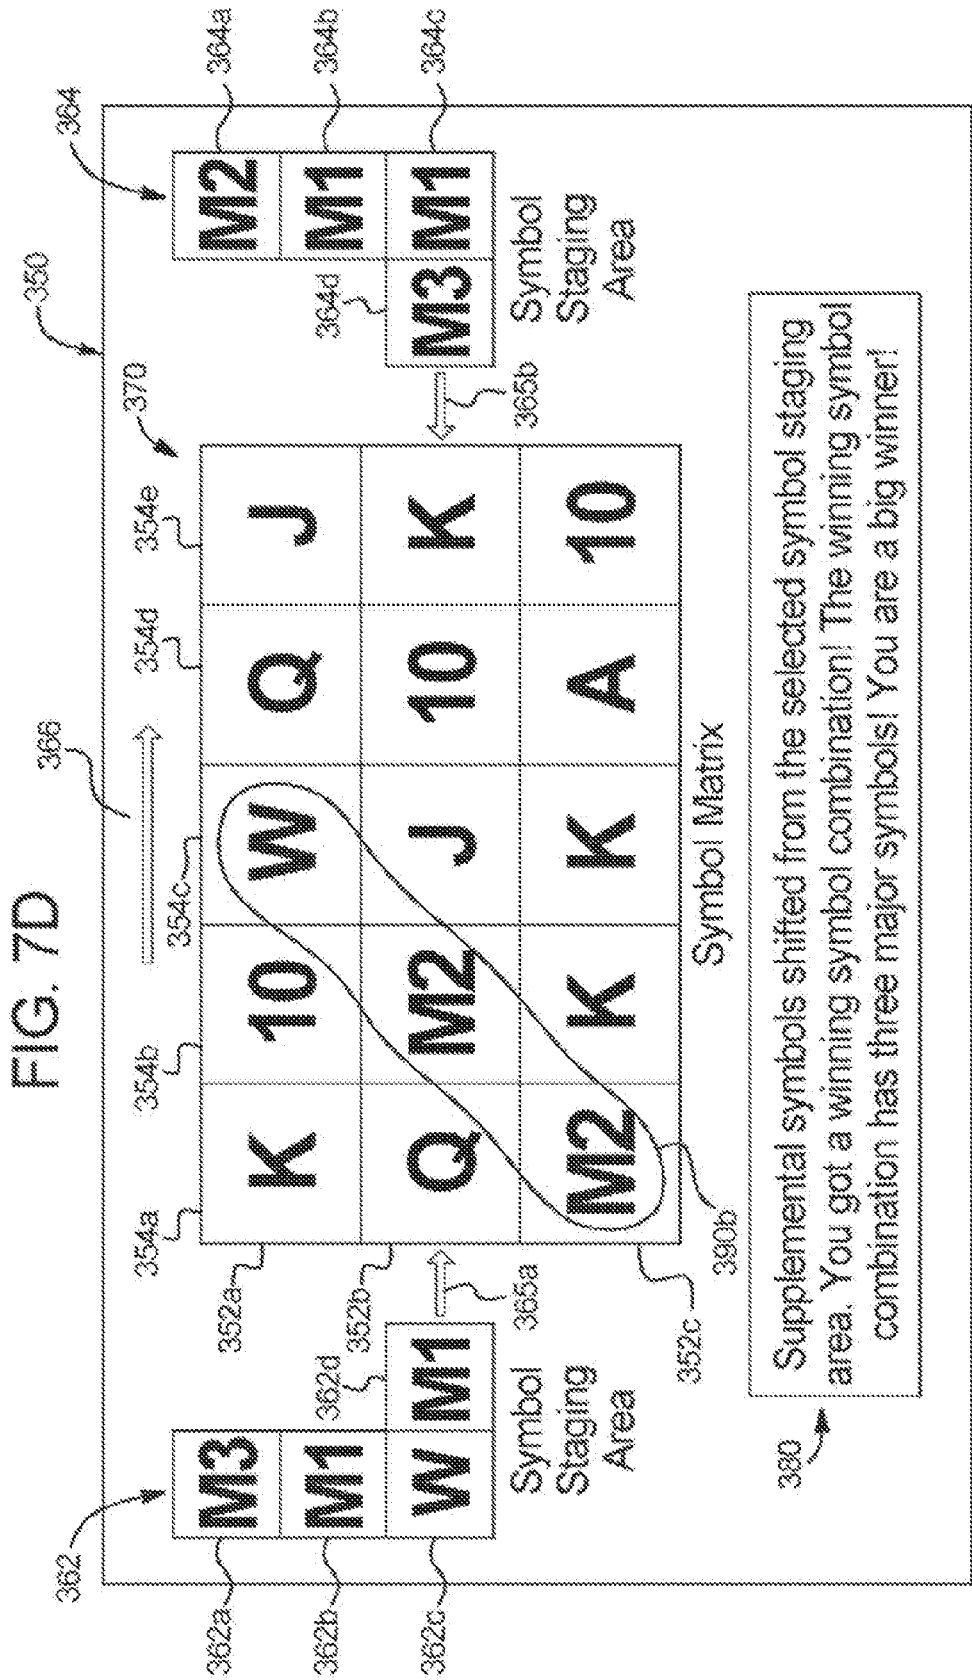 FIG. 7D
366
370
350
364
362
354a
354b
354c
354d
354e
362a
M3
352a
K
10
W
Q
J
M2
364a
362b
M1
362d
352b
Q
M2
J
10
K
364d
M1
364b
362c
W
M1
365a
365b
M3
M1
364c
Symbol
Staging
Area
352c
M2
K
K
A
10
Symbol
Staging
Area
390b
Symbol Matrix
380
Supplemental symbols shifted from the selected symbol staging
area. You got a winning symbol combination! The winning symbol
combination has three major symbols! You are a big winner!